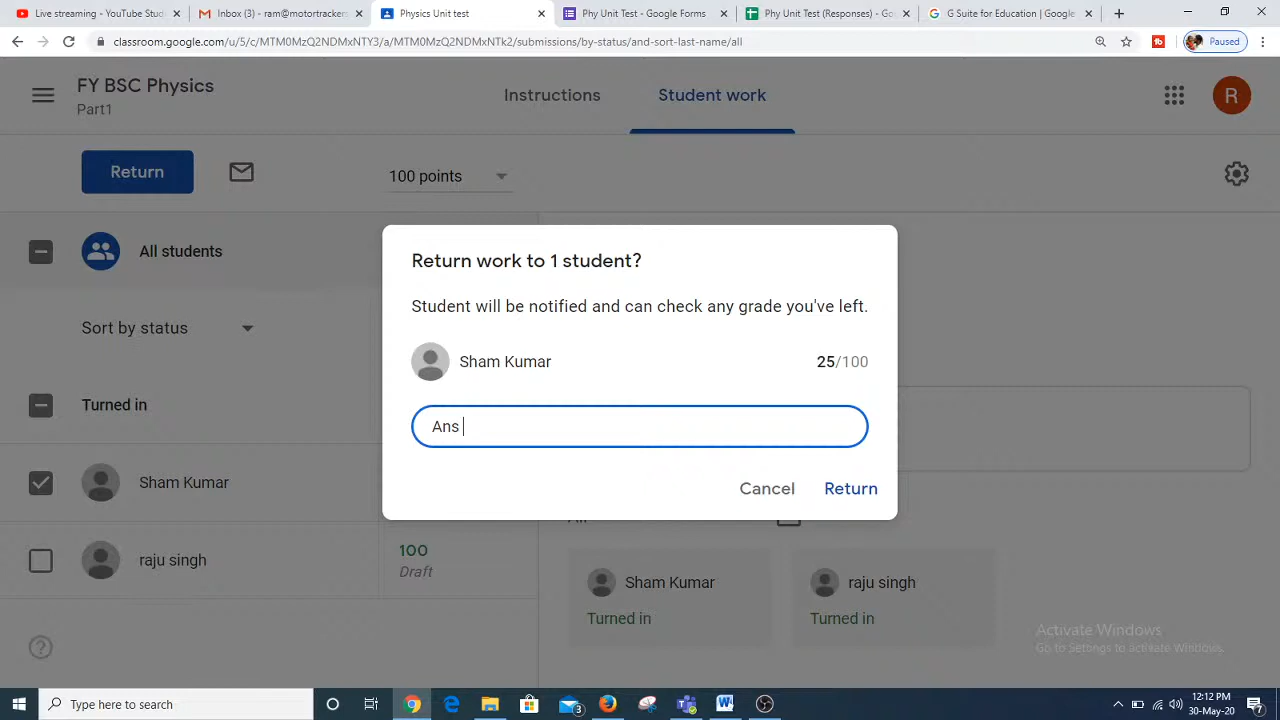 Live streaming - YouTube Stud
Inbox (3) - ram@montracker
Physics Unit test
Phy Unit Test - Google Forms
Phy Unit Test(Responses) - Go
G Suite for Education | Google
classroom.google.com/u/5/c/MTM0MzQ2NDMxNTY3/a/MTM0MzQ2NDMxNTk2/submissions/by-status/and-sort-last-name/all
Paused
FY BSC Physics
Part1
Instructions
Student work
R
Return
100 points
All students
Sort by status
Turned in
Sham Kumar
raju singh
100
Draft
Return work to 1 student?
Student will be notified and can check any grade you've left.
Sham Kumar
25/100
Ans
Cancel
Return
Sham Kumar
Turned in
raju singh
Turned in
Activate Windows
Go to Settings to activate Windows.
Type here to search
3
12:12 PM
30-May-20
7